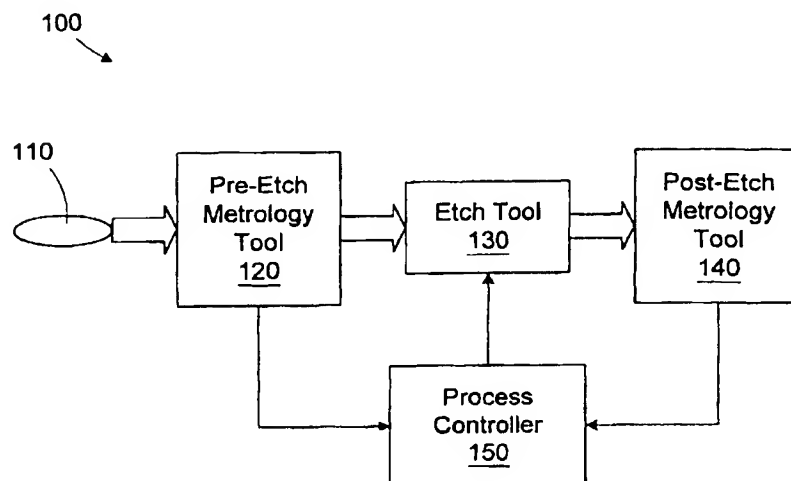 100
110
Pre-Etch
Metrology
Tool
120
Etch Tool
130
Post-Etch
Metrology
Tool
140
Process
Controller
150